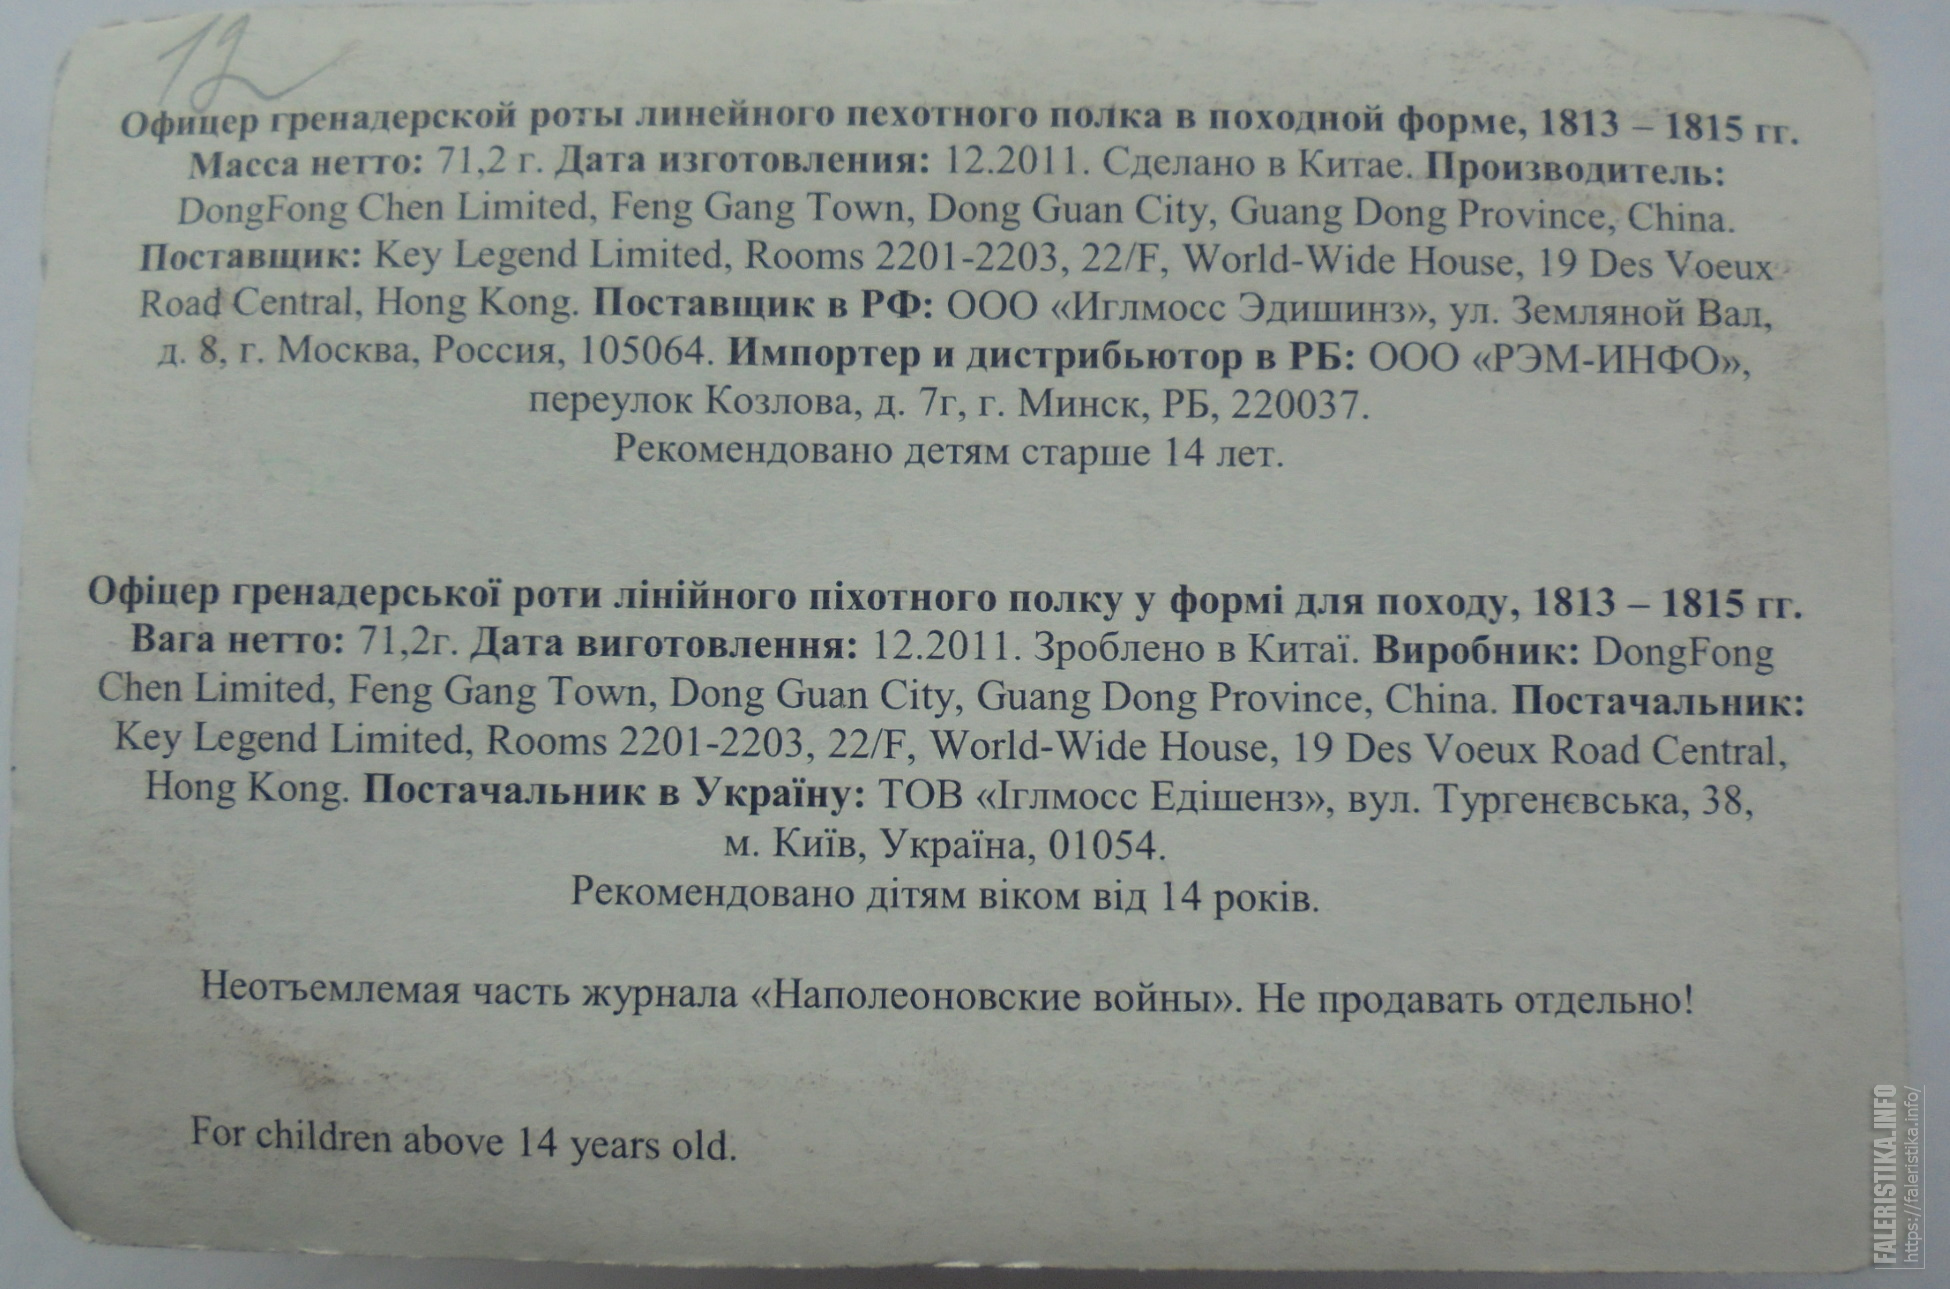 12
Офицер гренадерской роты линейного пехотного полка в походной форме, 1813 – 1815 гг.
Масса нетто: 71,2 г. Дата изготовления: 12.2011. Сделано в Китае. Производитель:
DongFong Chen Limited, Feng Gang Town, Dong Guan City, Guang Dong Province, China.
Поставщик: Key Legend Limited, Rooms 2201-2203, 22/F, World-Wide House, 19 Des Voeux
Road Central, Hong Kong. Поставщик в РФ: ООО «Иглмосс Эдишинз», ул. Земляной Вал,
д. 8, г. Москва, Россия, 105064. Импортер и дистрибьютор в РБ: ООО «РЭМ-ИНФО»,
переулок Козлова, д. 7г, г. Минск, РБ, 220037.
Рекомендовано детям старше 14 лет.
Офіцер гренадерської роти лінійного піхотного полку у формі для походу, 1813 – 1815 гг.
Вага нетто: 71,2г. Дата виготовлення: 12.2011. Зроблено в Китаї. Виробник: DongFong
Chen Limited, Feng Gang Town, Dong Guan City, Guang Dong Province, China. Постачальник:
Key Legend Limited, Rooms 2201-2203, 22/F, World-Wide House, 19 Des Voeux Road Central,
Hong Kong. Постачальник в Україну: ТОВ «Іглмосс Едішенз», вул. Тургенєвська, 38,
м. Київ, Україна, 01054.
Рекомендовано дітям віком від 14 років.
Неотъемлемая часть журнала «Наполеоновские войны». Не продавать отдельно!
For children above 14 years old.
FALERISTIKA.INFO
https://faleristika.info/